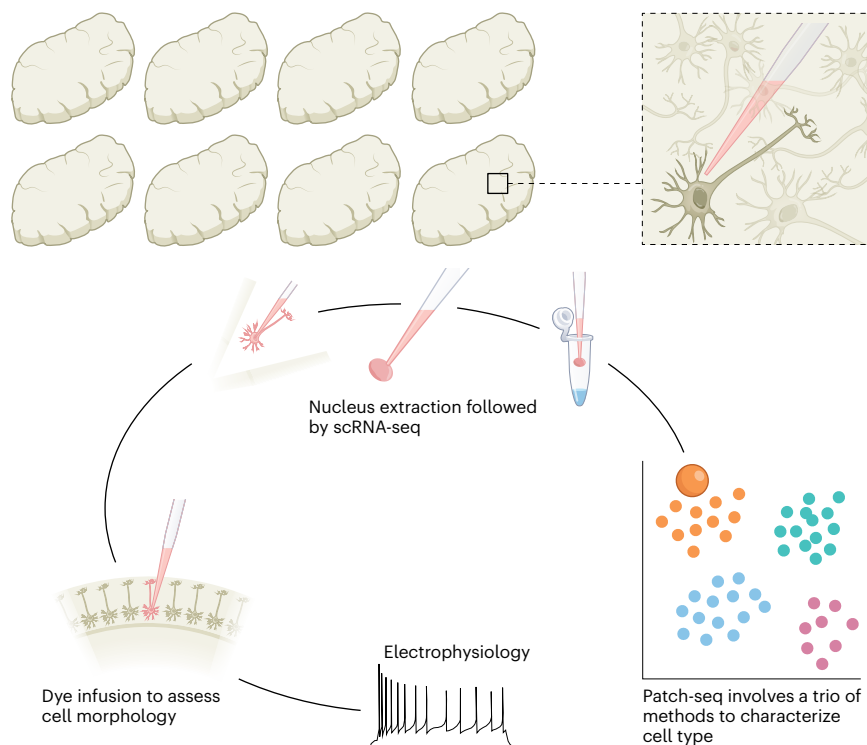 Nucleus extraction followed
by scRNA-seq
Electrophysiology
Dye infusion to assess
cell morphology
Patch-seq involves a trio of
methods to characterize
cell type